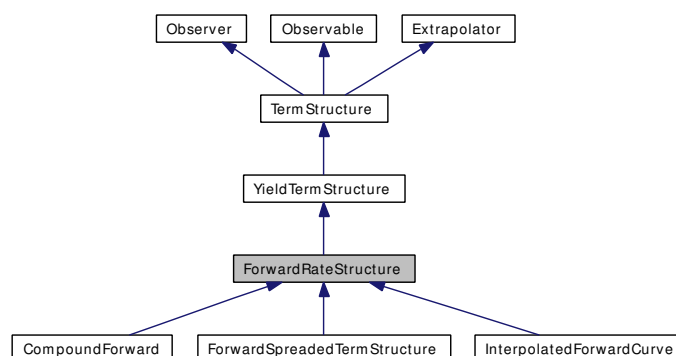 Observer
Observable
Extrapolator
TermStructure
YieldTermStructure
ForwardRateStructure
CompoundForward
ForwardSpreadedTermStructure
InterpolatedForwardCurve